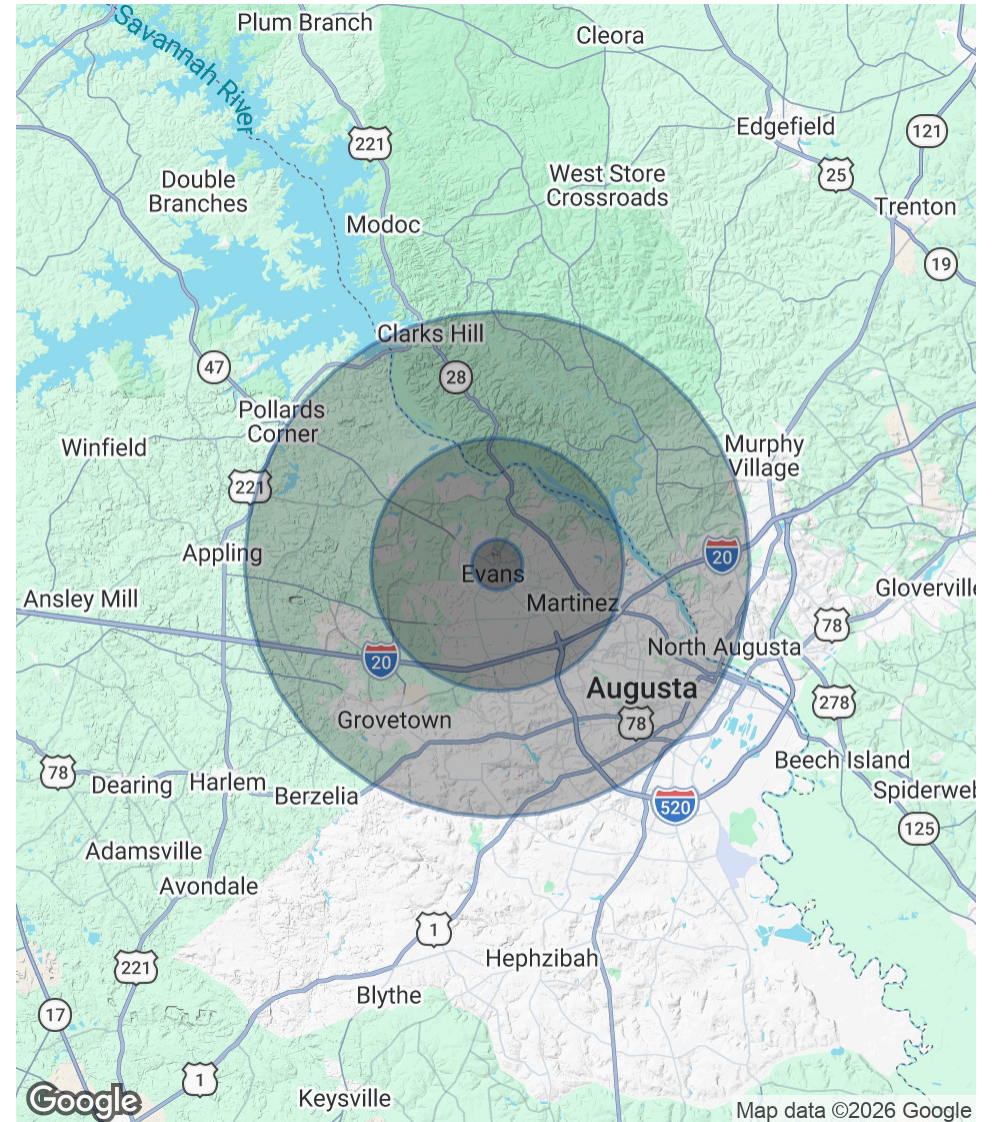 Savannah River
Plum Branch
Cleora
221
Edgefield
121
25
Double
Branches
West Store
Crossroads
Modoc
Trenton
19
Clarks Hill
47
28
Pollards
Corner
Winfield
Murphy
Village
221
Appling
20
Evans
Ansley Mill
Martinez
Gloverville
78
20
North Augusta
Augusta
278
Grovetown
78
78
Dearing
Harlem
Berzelia
Beech Island
Spiderweb
520
125
Adamsville
Avondale
1
221
Hephzibah
Blythe
17
1
Keysville
Google
Map data ©2026 Google